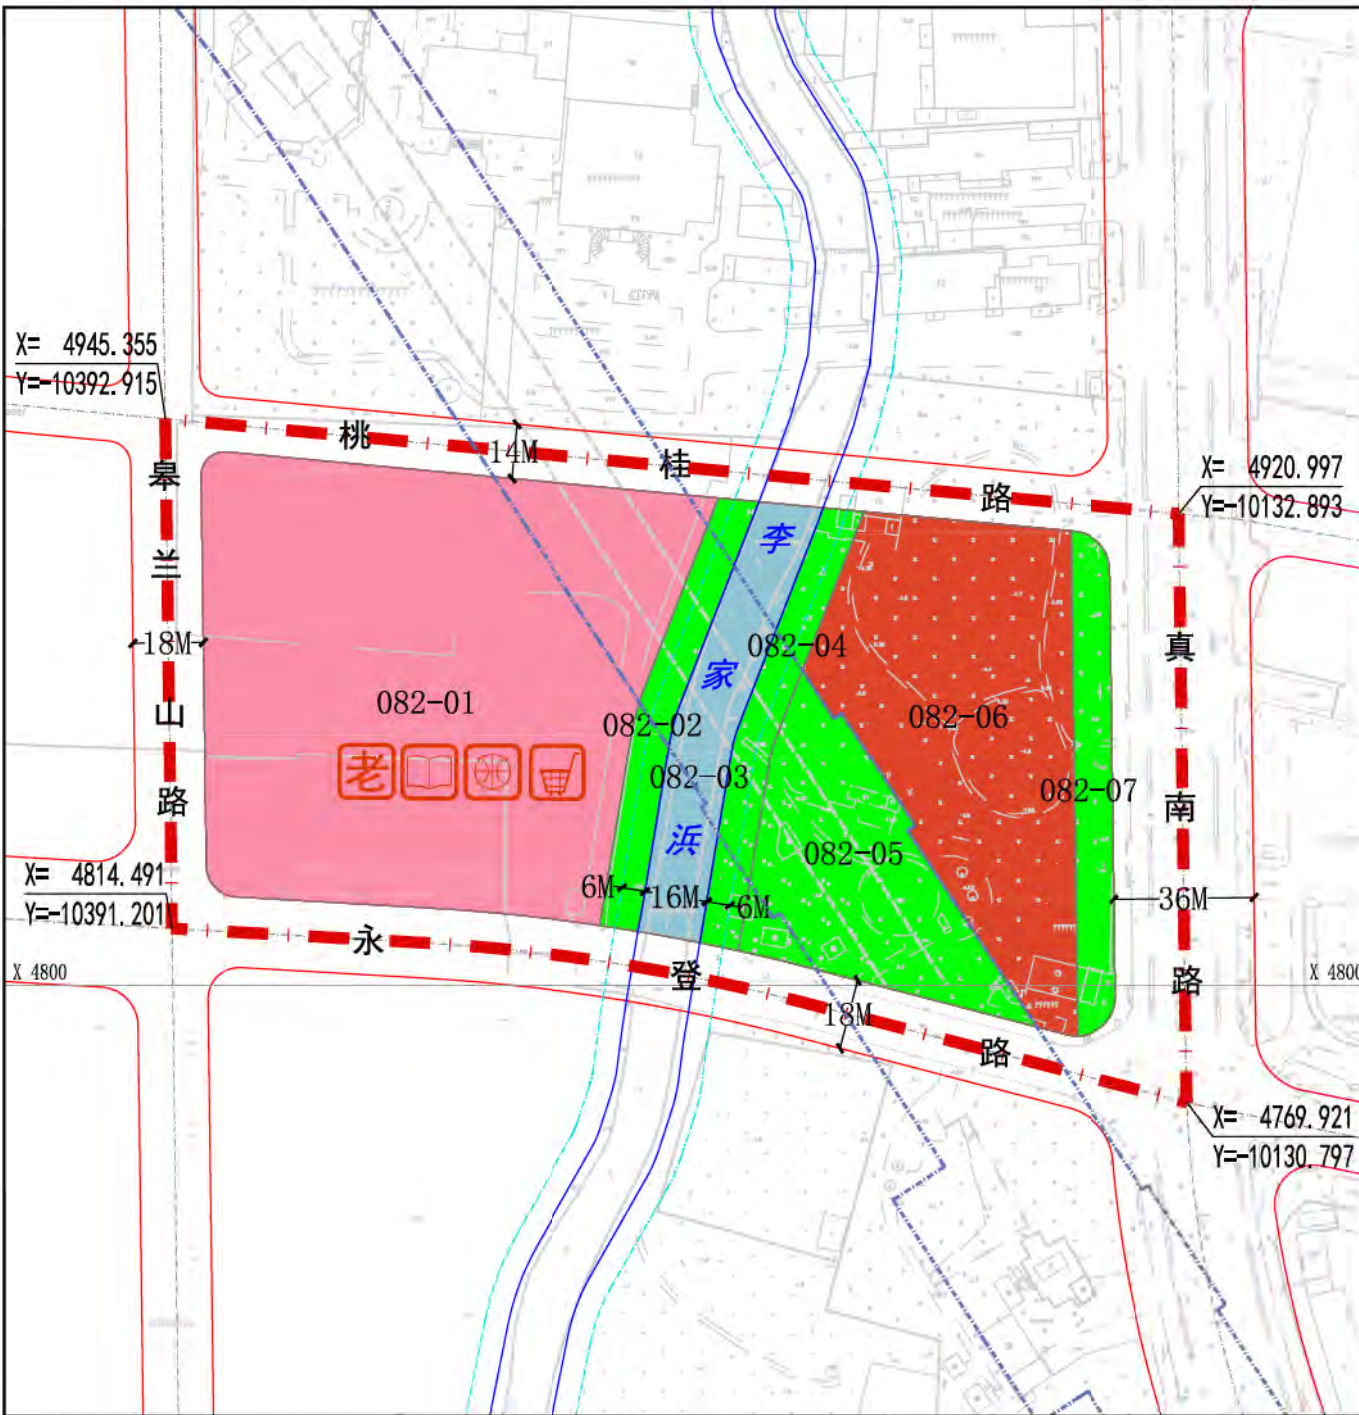 X= 4945.355
Y=-10392.915
桃桂路
14M
X= 4920.997
Y=-10132.893
皋兰山路
18M
李家浜
真南路
082-01
082-02
082-03
082-04
082-05
082-06
082-07
老
6M
16M
6M
36M
X= 4814.491
Y=-10391.201
永登路
18M
X 4800
X 4800
X= 4769.921
Y=-10130.797